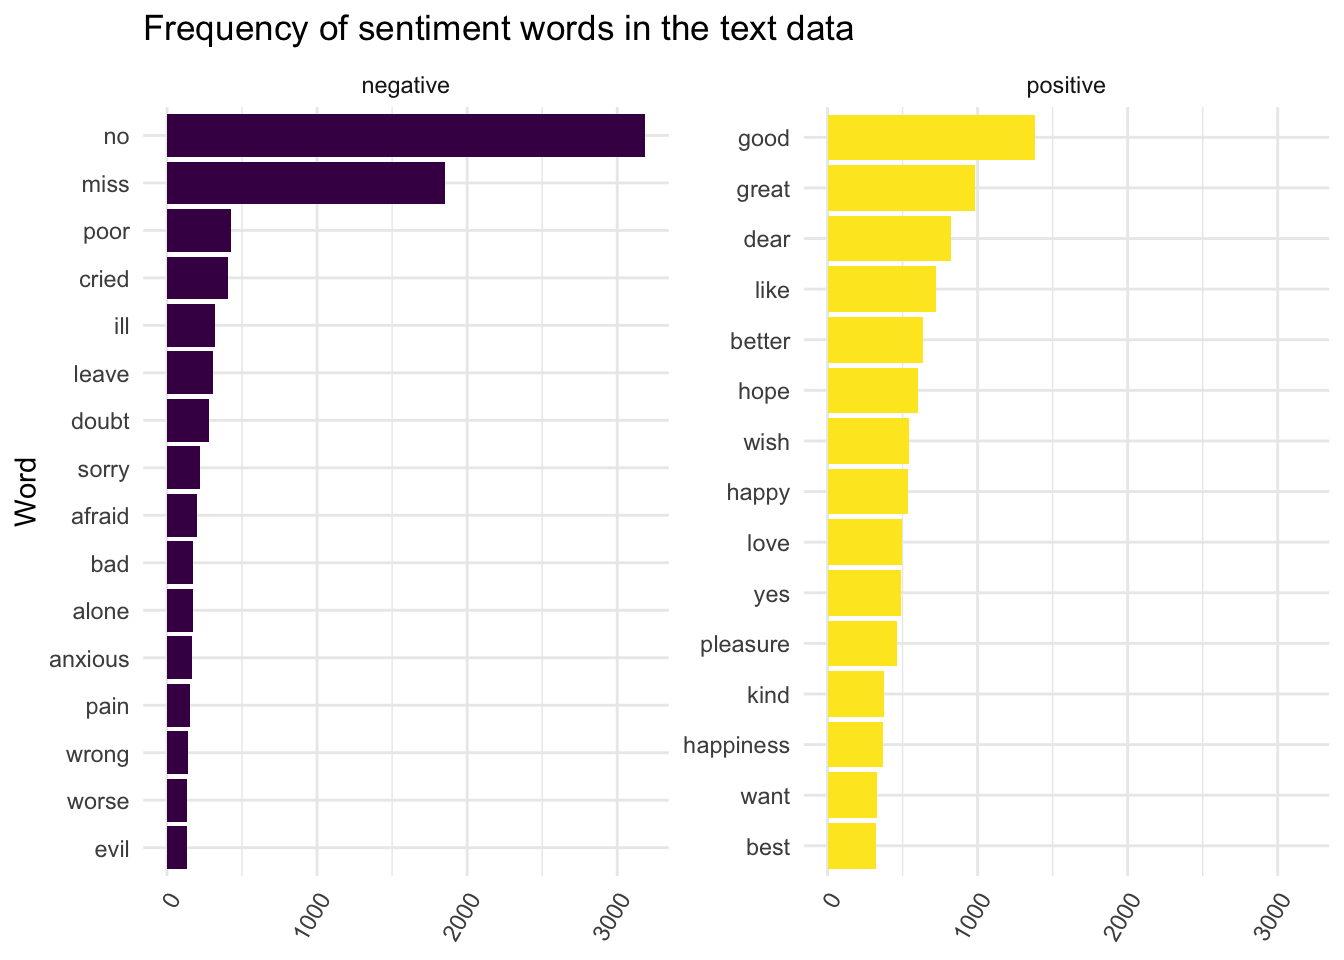 Frequency of sentiment words in the text data
negative
positive
Word
no
miss
poor
cried
ill
leave
doubt
sorry
afraid
bad
alone
anxious
pain
wrong
worse
evil
0
1000
2000
3000
good
great
dear
like
better
hope
wish
happy
love
yes
pleasure
kind
happiness
want
best
0
1000
2000
3000